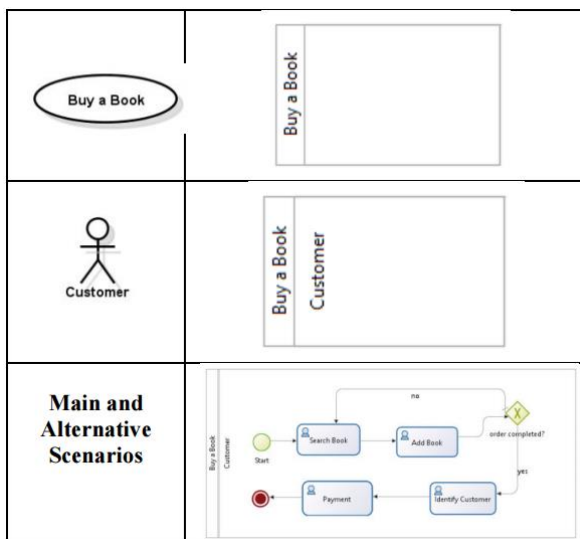 Buy a Book
Buy a Book
Customer
Buy a Book
Customer
Main and
Alternative
Scenarios
Buy a Book
Customer
no
Start
Search Book
Add Book
order completed?
yes
Payment
Identify Customer